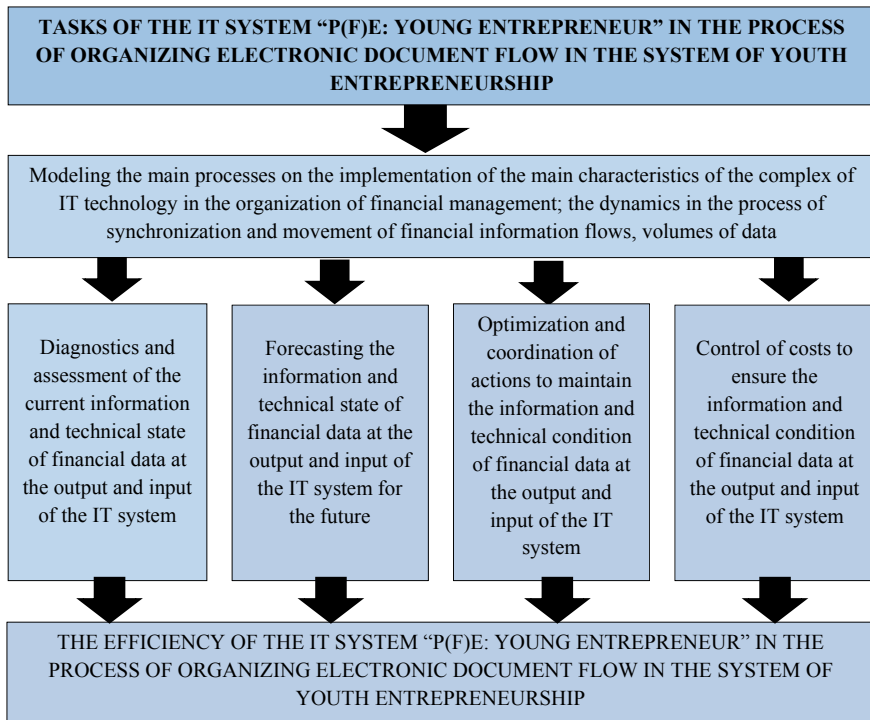 TASKS OF THE IT SYSTEM “P(F)E: YOUNG ENTREPRENEUR” IN THE PROCESS
OF ORGANIZING ELECTRONIC DOCUMENT FLOW IN THE SYSTEM OF YOUTH
ENTREPRENEURSHIP
Modeling the main processes on the implementation of the main characteristics of the complex of
IT technology in the organization of financial management; the dynamics in the process of
synchronization and movement of financial information flows, volumes of data
Diagnostics and
assessment of the
current information
and technical state
of financial data at
the output and input
of the IT system
Forecasting the
information and
technical state of
financial data at the
output and input of
the IT system for
the future
Optimization and
coordination of
actions to maintain
the information and
technical condition
of financial data at
the output and
input of the IT
system
Control of costs to
ensure the
information and
technical condition
of financial data at
the output and input
of the IT system
THE EFFICIENCY OF THE IT SYSTEM “P(F)E: YOUNG ENTREPRENEUR” IN THE
PROCESS OF ORGANIZING ELECTRONIC DOCUMENT FLOW IN THE SYSTEM OF
YOUTH ENTREPRENEURSHIP